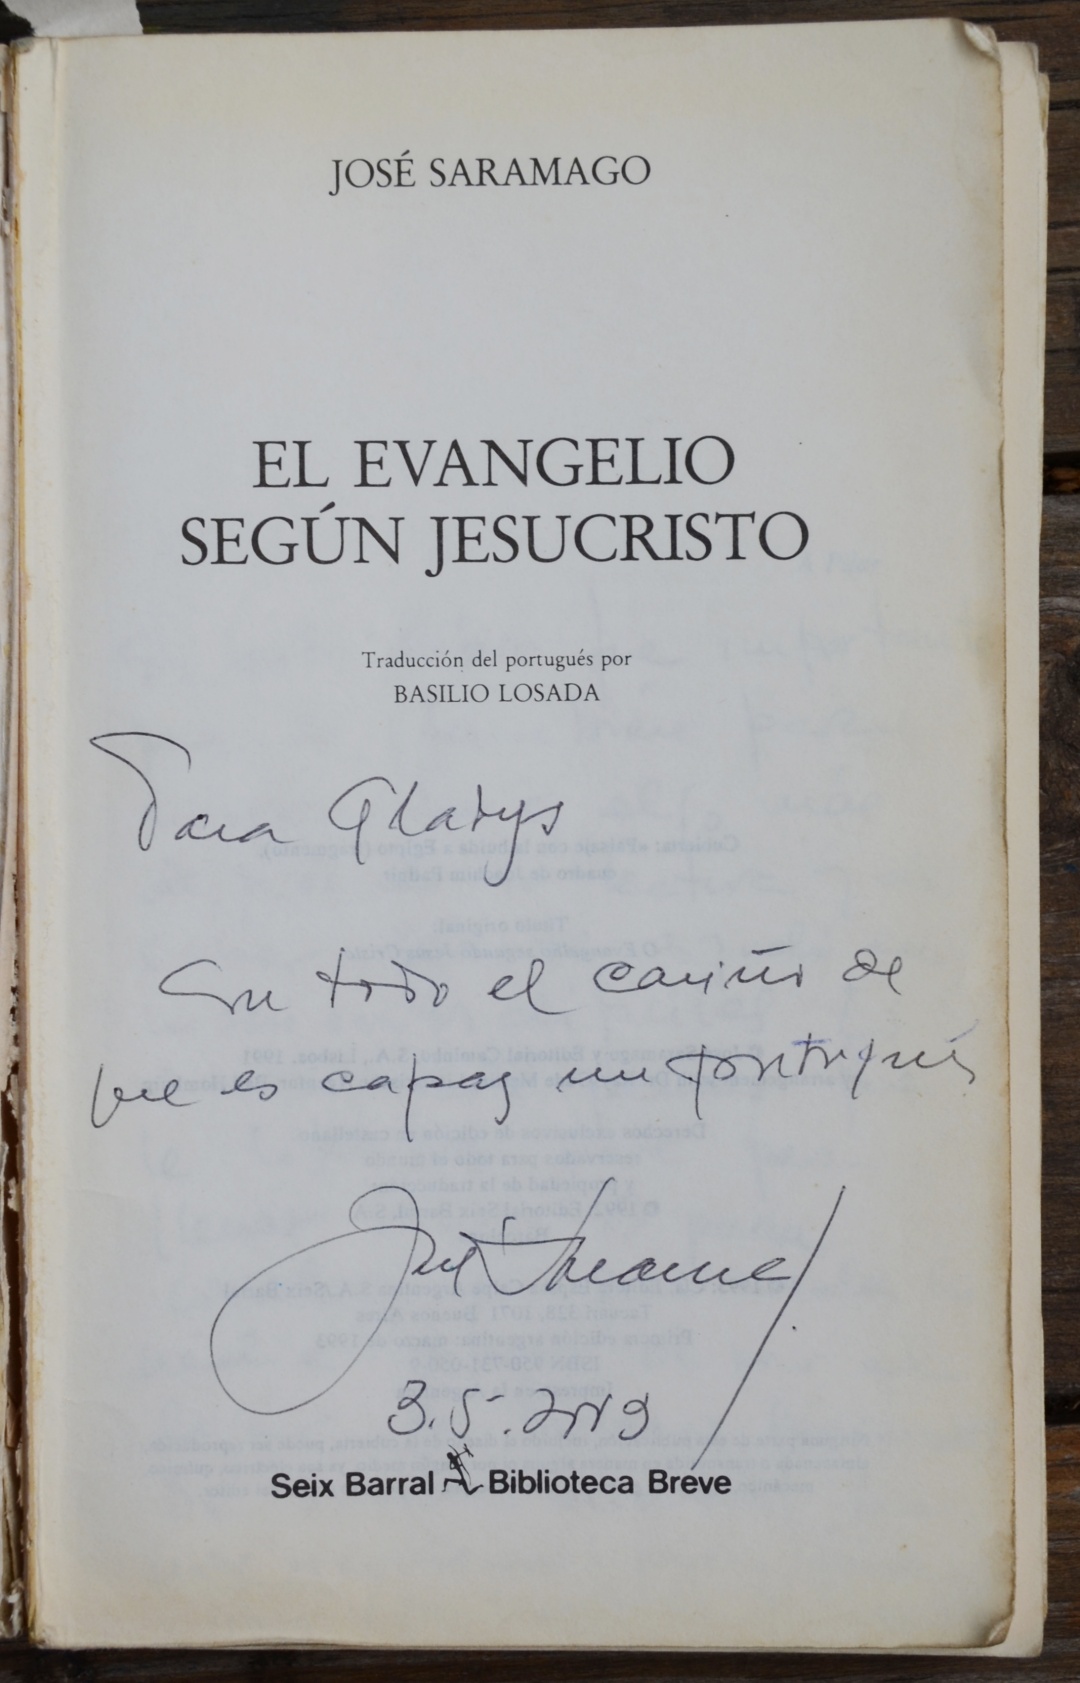 JOSÉ SARAMAGO
EL EVANGELIO
SEGÚN JESUCRISTO
Traducción del portugués por
BASILIO LOSADA
Para Gladys
Con todo el cariño de
que es capaz un portugués
3.5.2003
Seix Barral Biblioteca Breve